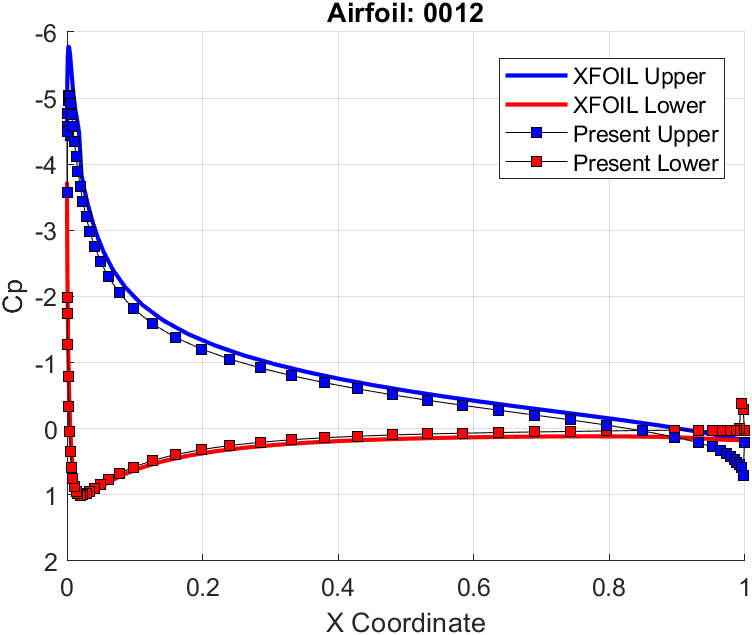 Airfoil: 0012
-6
-5
-4
-3
-2
-1
0
1
2
Cp
XFOIL Upper
XFOIL Lower
Present Upper
Present Lower
0 0.2 0.4 0.6 0.8 1
X Coordinate